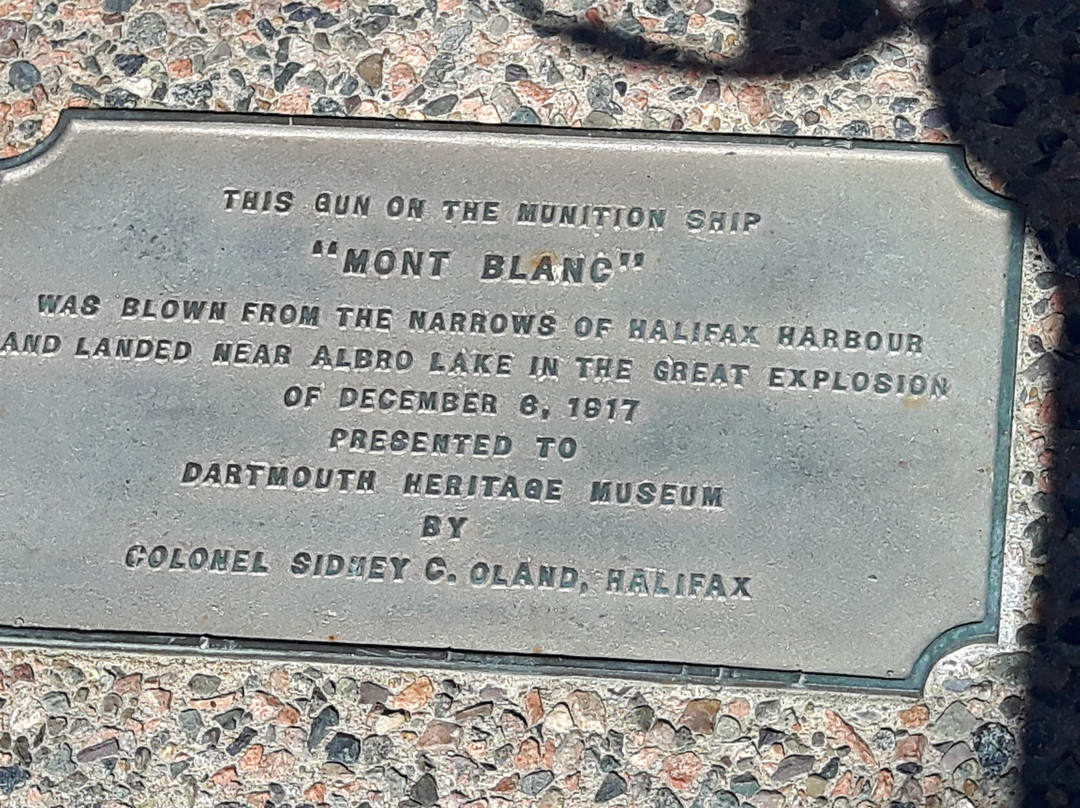 THIS GUN ON THE MUNITION SHIP
"MONT BLANC"
WAS BLOWN FROM THE NARROWS OF HALIFAX HARBOUR
AND LANDED NEAR ALBRO LAKE IN THE GREAT EXPLOSION
OF DECEMBER 6, 1917
PRESENTED TO
DARTMOUTH HERITAGE MUSEUM
BY
COLONEL SIDNEY C. OLAND, HALIFAX